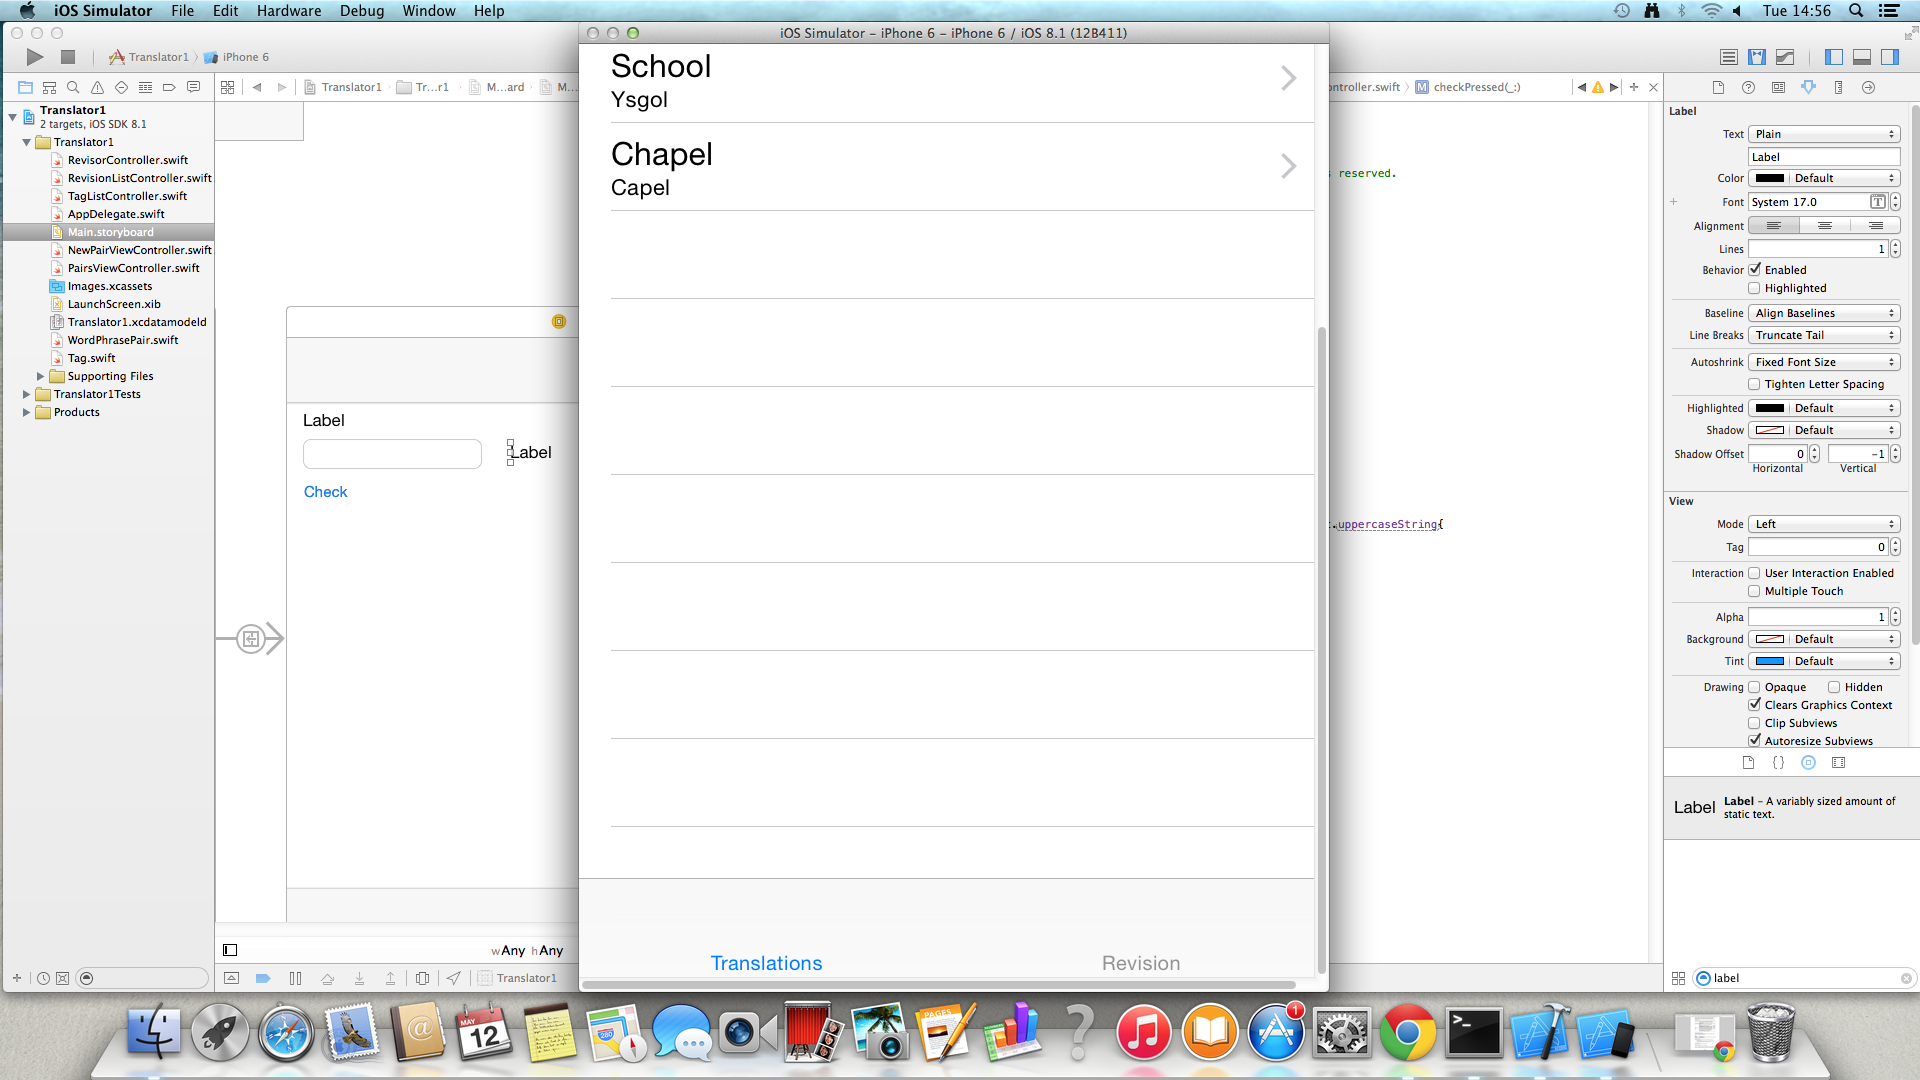 iOS Simulator File Edit Hardware Debug Window Help
Tue 14:56
Translator1 iPhone 6
iOS Simulator - iPhone 6 - iPhone 6 / iOS 8.1 (12B411)
Translator1 Tr...r1 M...ard M...
ontroller.swift M checkPressed(_:)
Translator1
2 targets, iOS SDK 8.1
Translator1
RevisorController.swift
RevisionListController.swift
TagListController.swift
AppDelegate.swift
Main.storyboard
NewPairViewController.swift
PairsViewController.swift
Images.xcassets
LaunchScreen.xib
Translator1.xcdatamodeld
WordPhrasePair.swift
Tag.swift
Supporting Files
Translator1Tests
Products
Label
Label
Check
wAny hAny
Translator1
School
Ysgol
Chapel
Capel
Translations
Revision
s reserved.
t.uppercaseString{
Label
Text Plain
Label
Color Default
Font System 17.0
Alignment
Lines 1
Behavior Enabled
Highlighted
Baseline Align Baselines
Line Breaks Truncate Tail
Autoshrink Fixed Font Size
Tighten Letter Spacing
Highlighted Default
Shadow Default
Shadow Offset 0 -1
Horizontal Vertical
View
Mode Left
Tag 0
Interaction User Interaction Enabled
Multiple Touch
Alpha 1
Background Default
Tint Default
Drawing Opaque Hidden
Clears Graphics Context
Clip Subviews
Autoresize Subviews
{}
Label Label - A variably sized amount of
static text.
label
MAY
12
280
PAGES
1